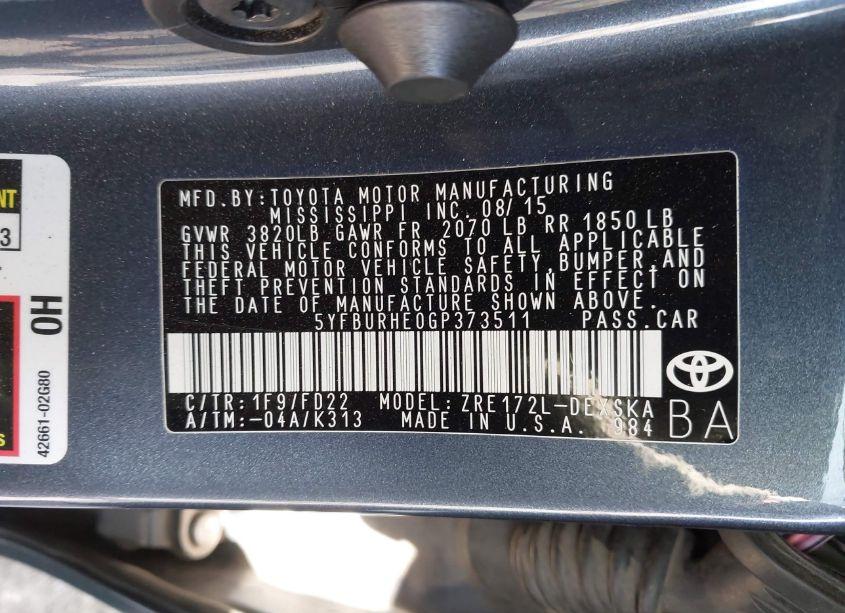 MFD.BY:TOYOTA MOTOR MANUFACTURING
MISSISSIPPI INC. 08/15
GVWR 3820LB GAWR FR 2070 LB RR 1850LB
THIS VEHICLE CONFORMS TO ALL APPLICABLE
FEDERAL MOTOR VEHICLE SAFETY,BUMPER,AND
THEFT PREVENTION STANDARDS IN EFFECT ON
THE DATE OF MANUFACTURE SHOWN ABOVE.
5YFBURHE0GP373511 PASS.CAR
C/TR: 1F9/FD22 MODEL: ZRE172L-DEXSKA
A/TM:-04A/K313 MADE IN U.S.A. 984
BA
OH
42661-02G80